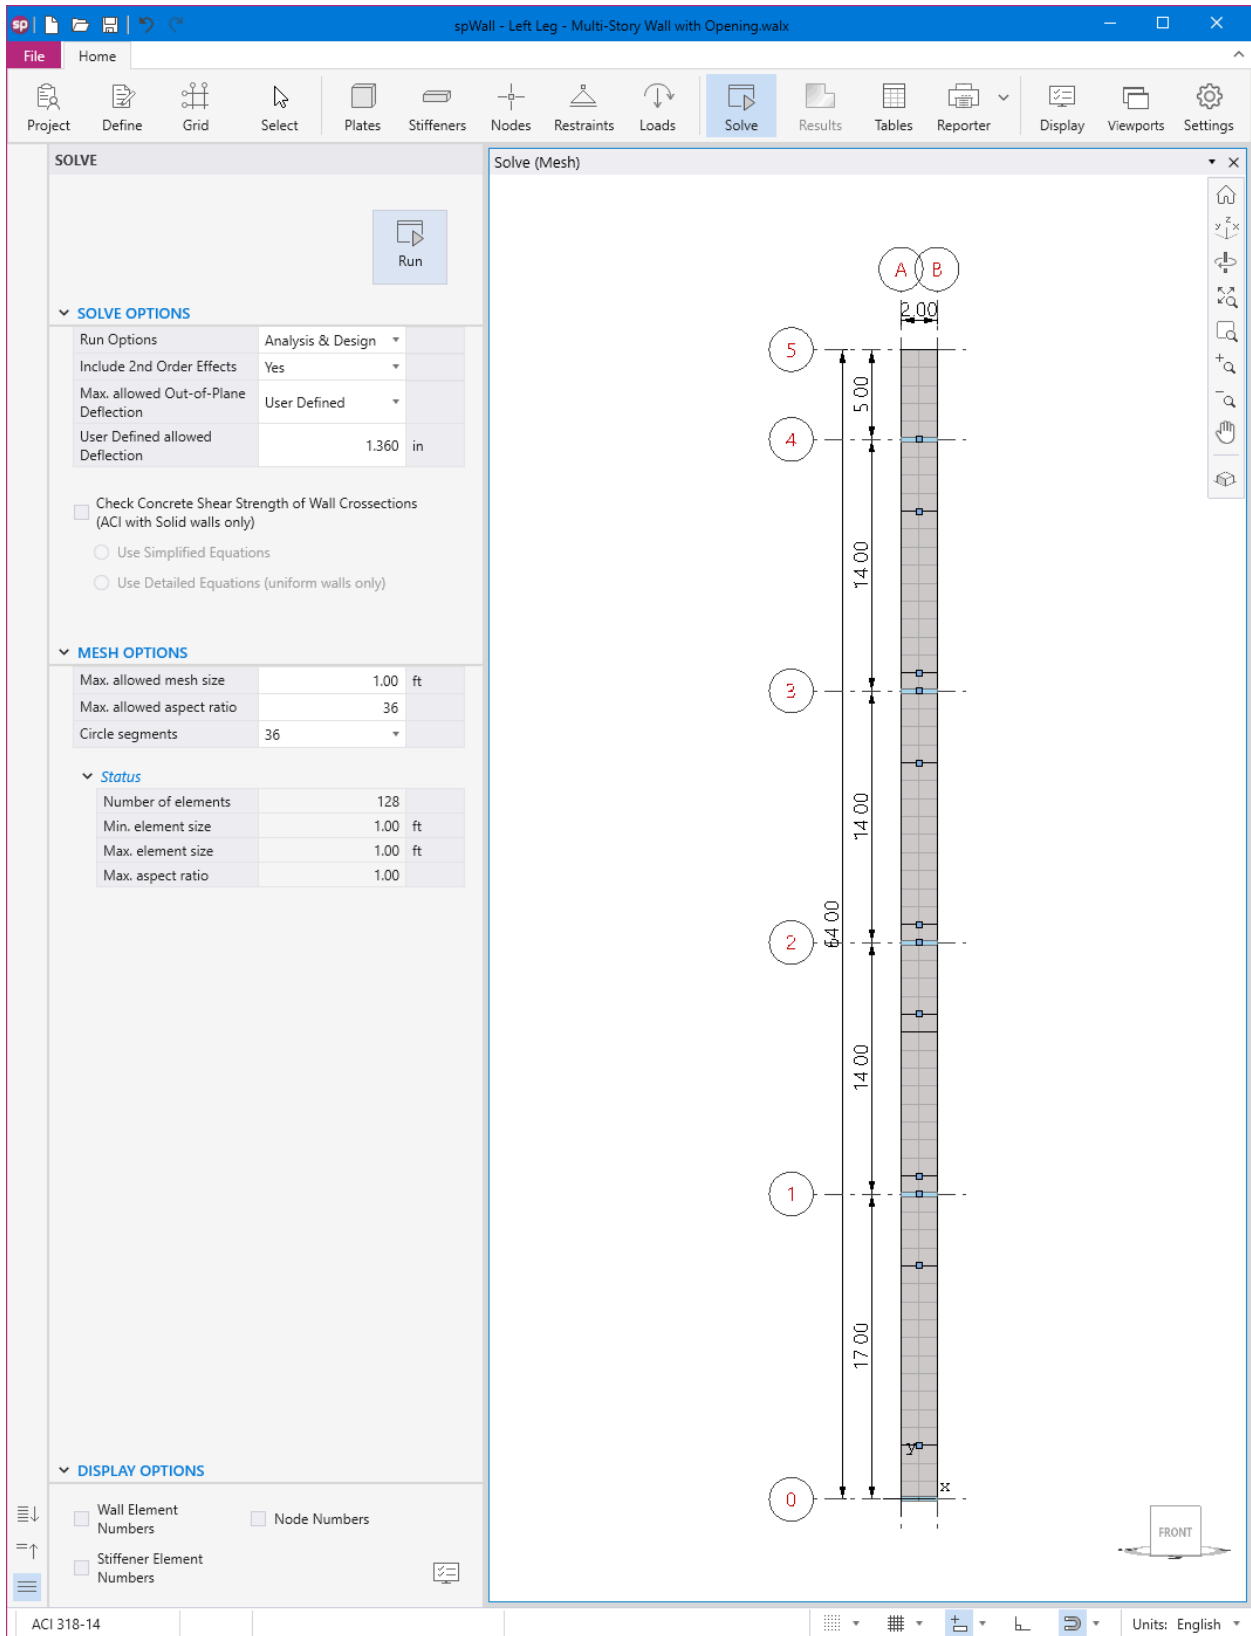 sp
spWall - Left Leg - Multi-Story Wall with Opening.walx
File Home
Project Define Grid Select Plates Stiffeners Nodes Restraints Loads Solve Results Tables Reporter Display Viewports Settings
SOLVE
Run
SOLVE OPTIONS
Run Options Analysis & Design
Include 2nd Order Effects Yes
Max. allowed Out-of-Plane
Deflection User Defined
User Defined allowed
Deflection 1.360 in
Check Concrete Shear Strength of Wall Crossections
(ACI with Solid walls only)
Use Simplified Equations
Use Detailed Equations (uniform walls only)
MESH OPTIONS
Max. allowed mesh size 1.00 ft
Max. allowed aspect ratio 36
Circle segments 36
Status
Number of elements 128
Min. element size 1.00 ft
Max. element size 1.00 ft
Max. aspect ratio 1.00
DISPLAY OPTIONS
Wall Element
Numbers
Node Numbers
Stiffener Element
Numbers
Solve (Mesh)
y z x
A B
2.00
5
5.00
4
14.00
3
14.00
2
64.00
14.00
1
17.00
y
x
0
FRONT
ACI 318-14
Units: English